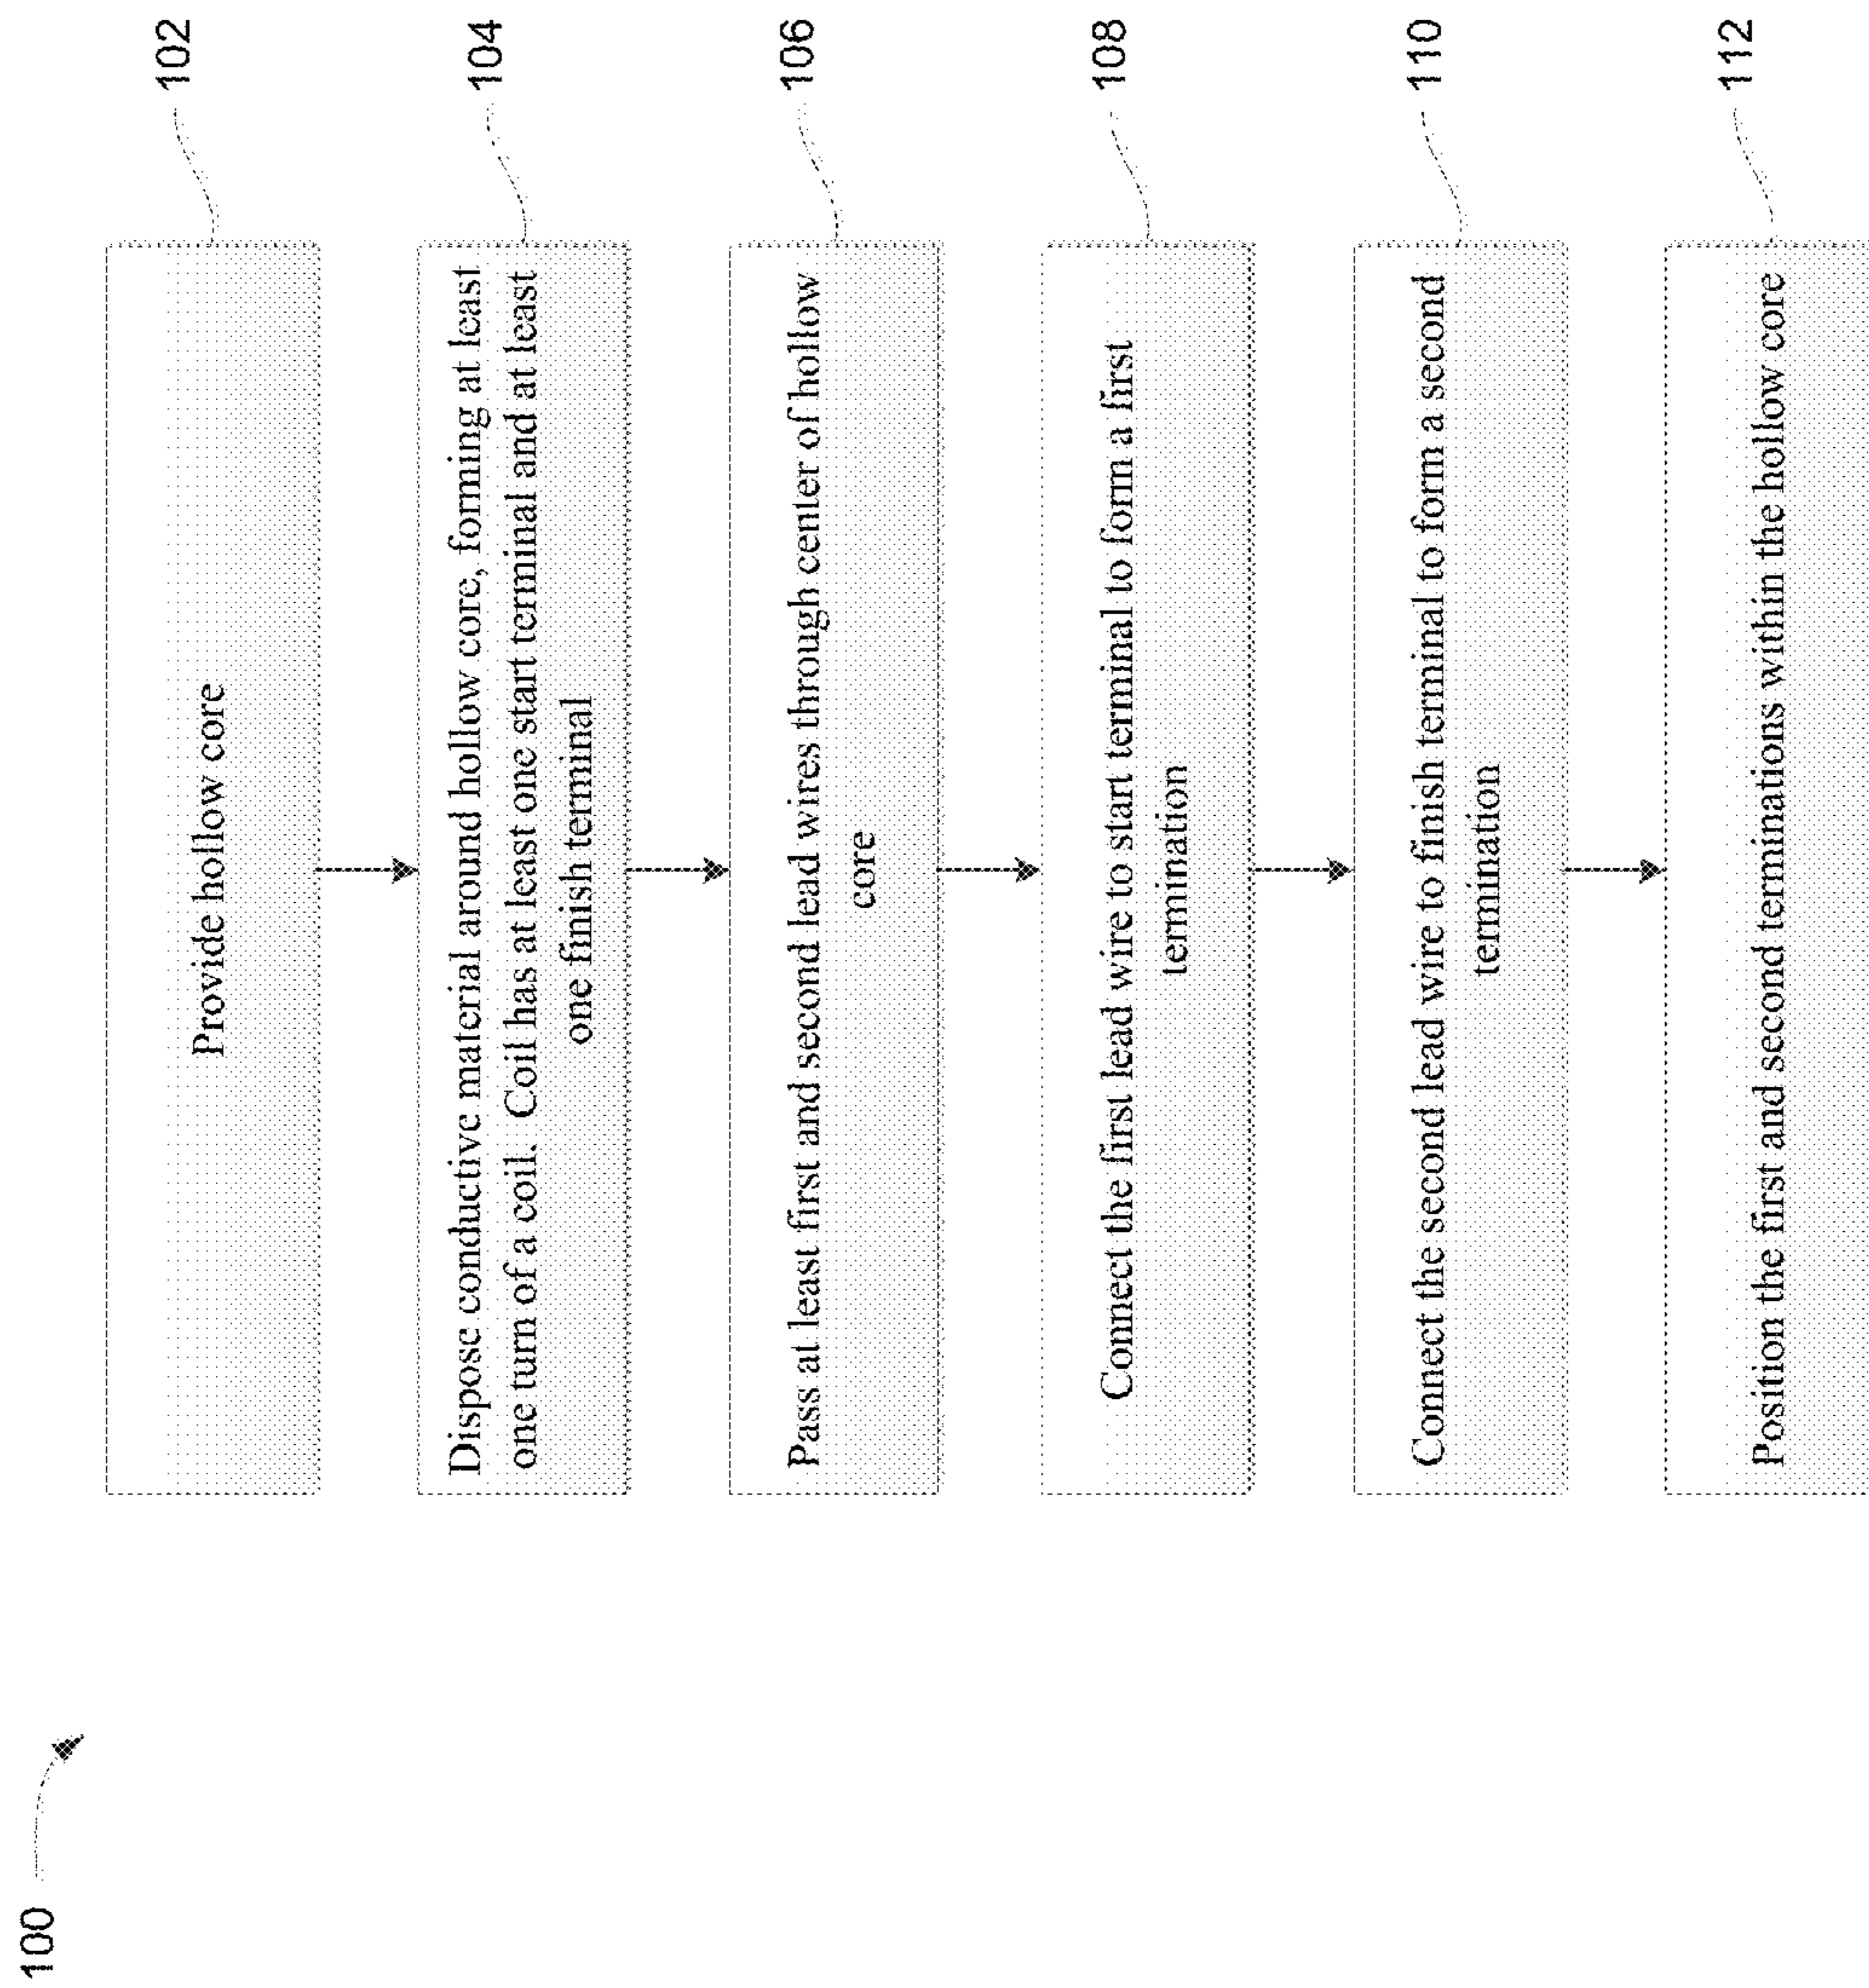 100
Provide hollow core
102
Dispose conductive material around hollow core, forming at least
one turn of a coil. Coil has at least one start terminal and at least
one finish terminal
104
Pass at least first and second lead wires through center of hollow
core
106
Connect the first lead wire to start terminal to form a first
termination
108
Connect the second lead wire to finish terminal to form a second
termination
110
Position the first and second terminations within the hollow core
112